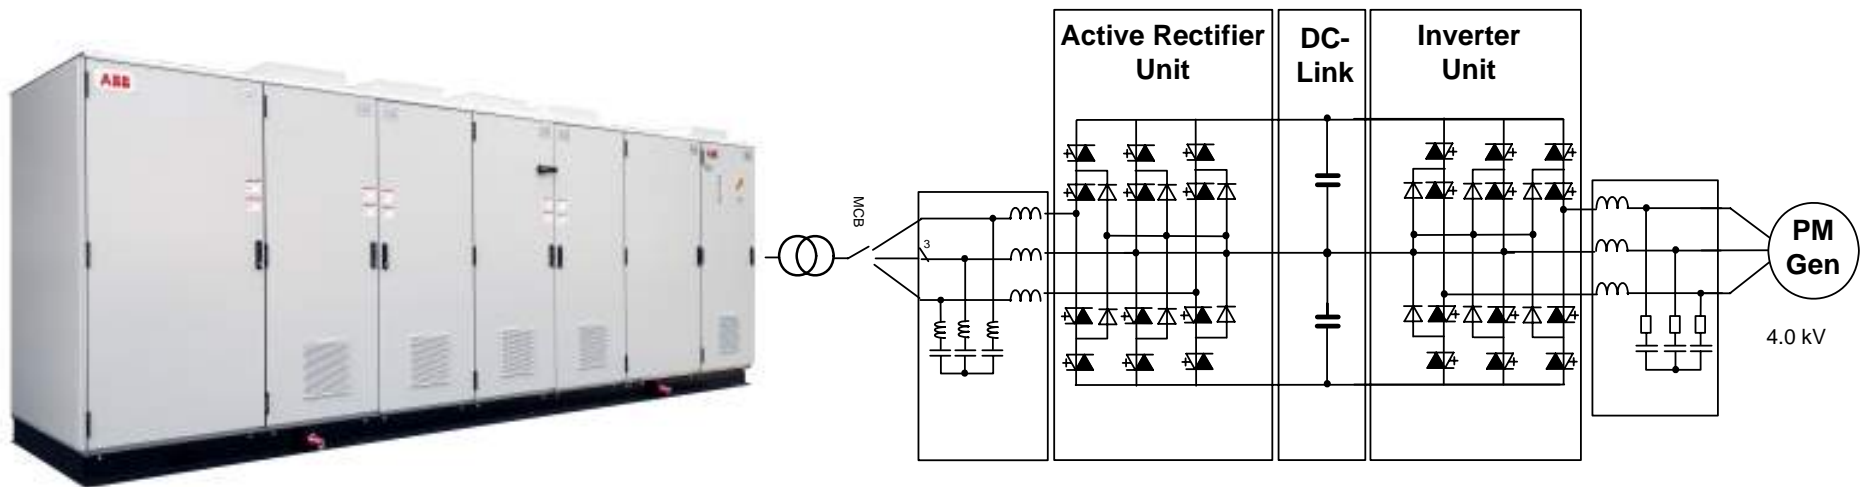 ABB
Active Rectifier
Unit
DC-
Link
Inverter
Unit
MCB
3
PM
Gen
4.0 kV